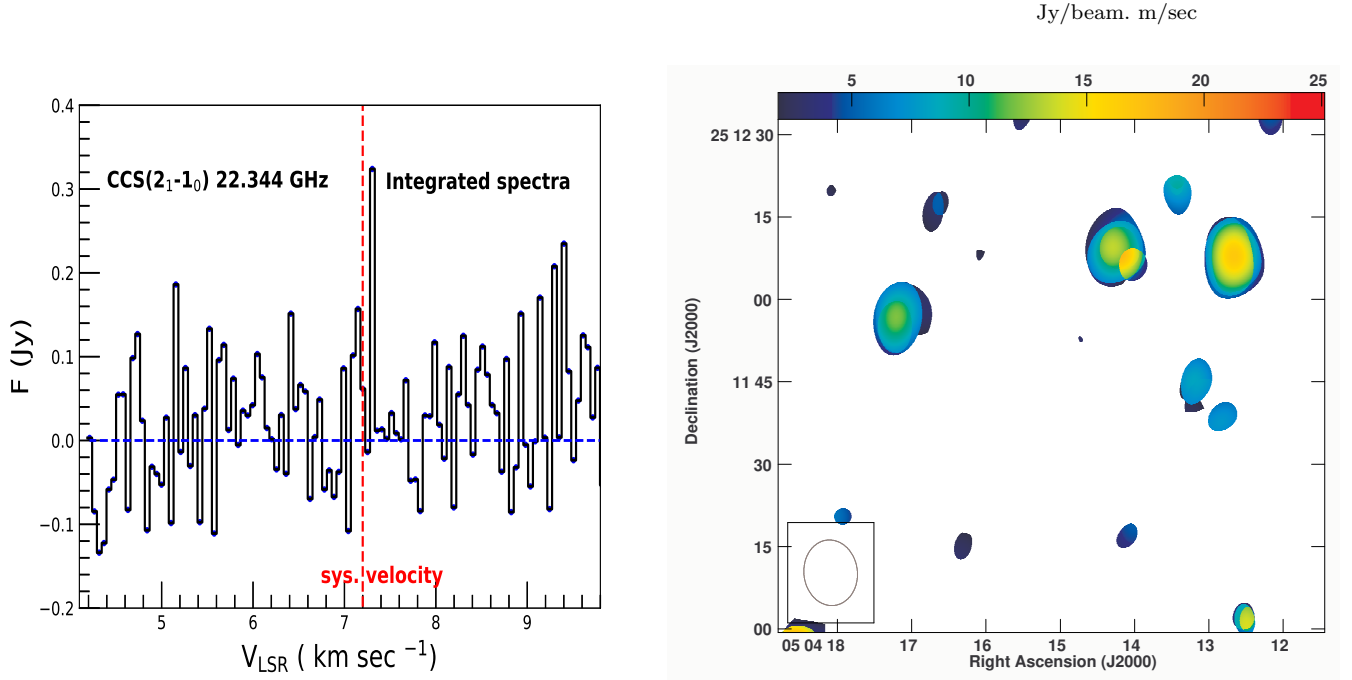 Jy/beam. m/sec
0.4
0.3
0.2
0.1
0.0
−0.1
−0.2
F (Jy)
CCS(2₁-1₀) 22.344 GHz
Integrated spectra
sys. velocity
5 6 7 8 9
V_LSR ( km sec ⁻¹)
5 10 15 20 25
25 12 30
15
00
11 45
30
15
00
Declination (J2000)
05 04 18 17 16 15 14 13 12
Right Ascension (J2000)